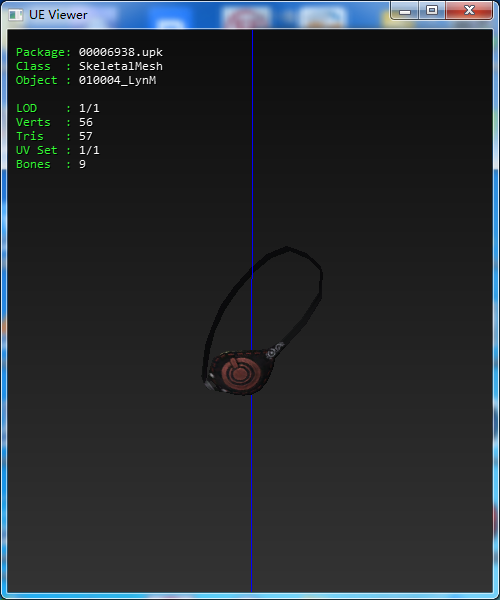 UE Viewer
Package: 00006938.upk
Class : SkeletalMesh
Object : 010004_LynM
LOD : 1/1
Verts : 56
Tris : 57
UV Set : 1/1
Bones : 9